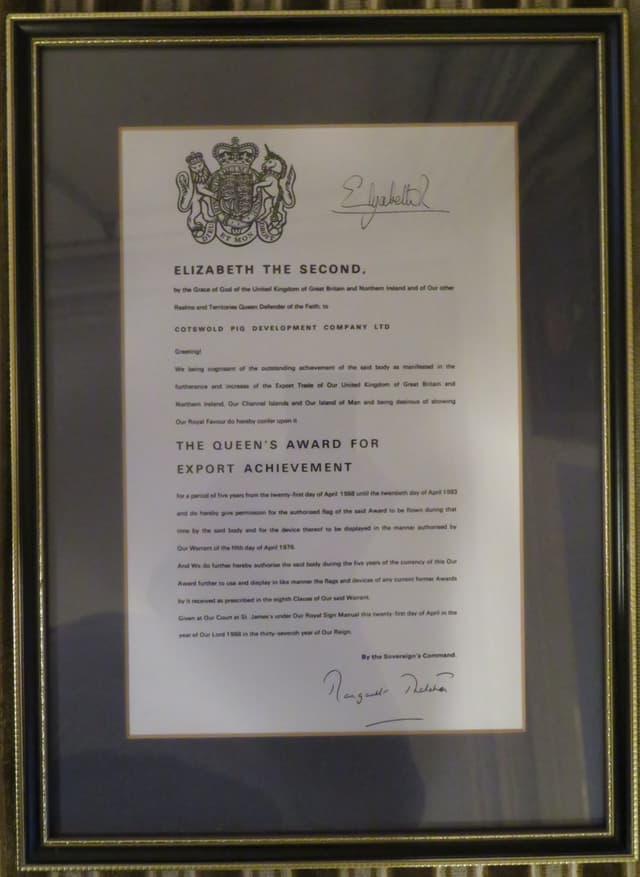 ElizabethR
DIEU ET MON DROIT
ELIZABETH THE SECOND,
by the Grace of God of the United Kingdom of Great Britain and Northern Ireland and of Our other
Realms and Territories Queen Defender of the Faith; to
COTSWOLD PIG DEVELOPMENT COMPANY LTD
Greeting!
We being cognisant of the outstanding achievement of the said body as manifested in the
furtherance and increase of the Export Trade of Our United Kingdom of Great Britain and
Northern Ireland, Our Channel Islands and Our Island of Man and being desirous of showing
Our Royal Favour do hereby confer upon it
THE QUEEN'S AWARD FOR
EXPORT ACHIEVEMENT
for a period of five years from the twenty-first day of April 1988 until the twentieth day of April 1993
and do hereby give permission for the authorised flag of the said Award to be flown during that
time by the said body and for the device thereof to be displayed in the manner authorised by
Our Warrant of the fifth day of April 1976.
And We do further hereby authorise the said body during the five years of the currency of this Our
Award further to use and display in like manner the flags and devices of any current former Awards
by it received as prescribed in the eighth Clause of Our said Warrant.
Given at Our Court at St. James's under Our Royal Sign Manual this twenty-first day of April in the
year of Our Lord 1988 in the thirty-seventh year of Our Reign.
By the Sovereign's Command.
Margaret Thatcher